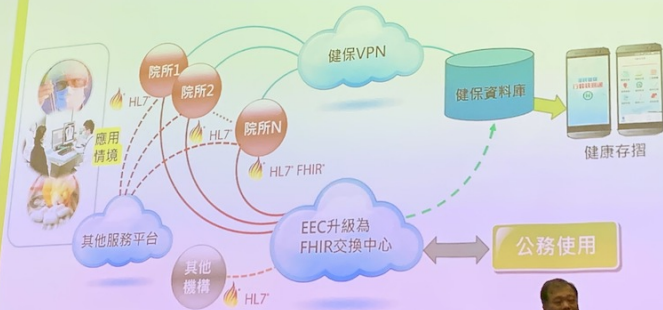 院所1
健保VPN
院所2
HL7®
健保資料庫
應用
情境
HL7®
院所N
HL7® FHIR®
健康存摺
其他服務平台
EEC升級為
FHIR交換中心
公務使用
其他
機構
HL7®